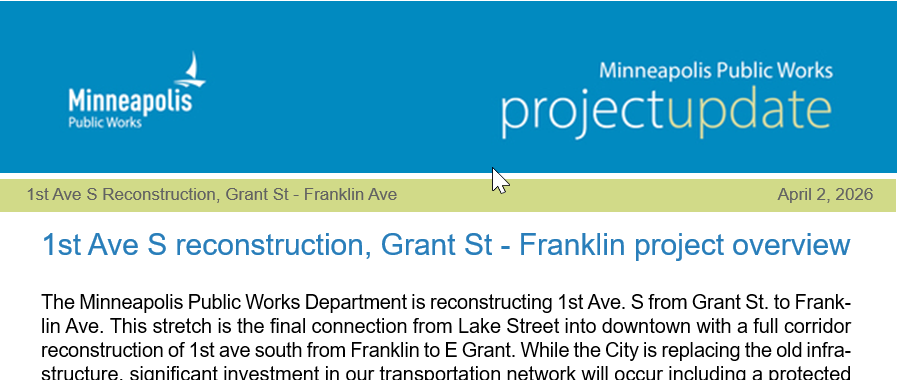 Minneapolis
Public Works
Minneapolis Public Works
projectupdate
1st Ave S Reconstruction, Grant St - Franklin Ave April 2, 2026
1st Ave S reconstruction, Grant St - Franklin project overview
The Minneapolis Public Works Department is reconstructing 1st Ave. S from Grant St. to Frank-
lin Ave. This stretch is the final connection from Lake Street into downtown with a full corridor
reconstruction of 1st ave south from Franklin to E Grant. While the City is replacing the old infra-
structure, significant investment in our transportation network will occur including a protected